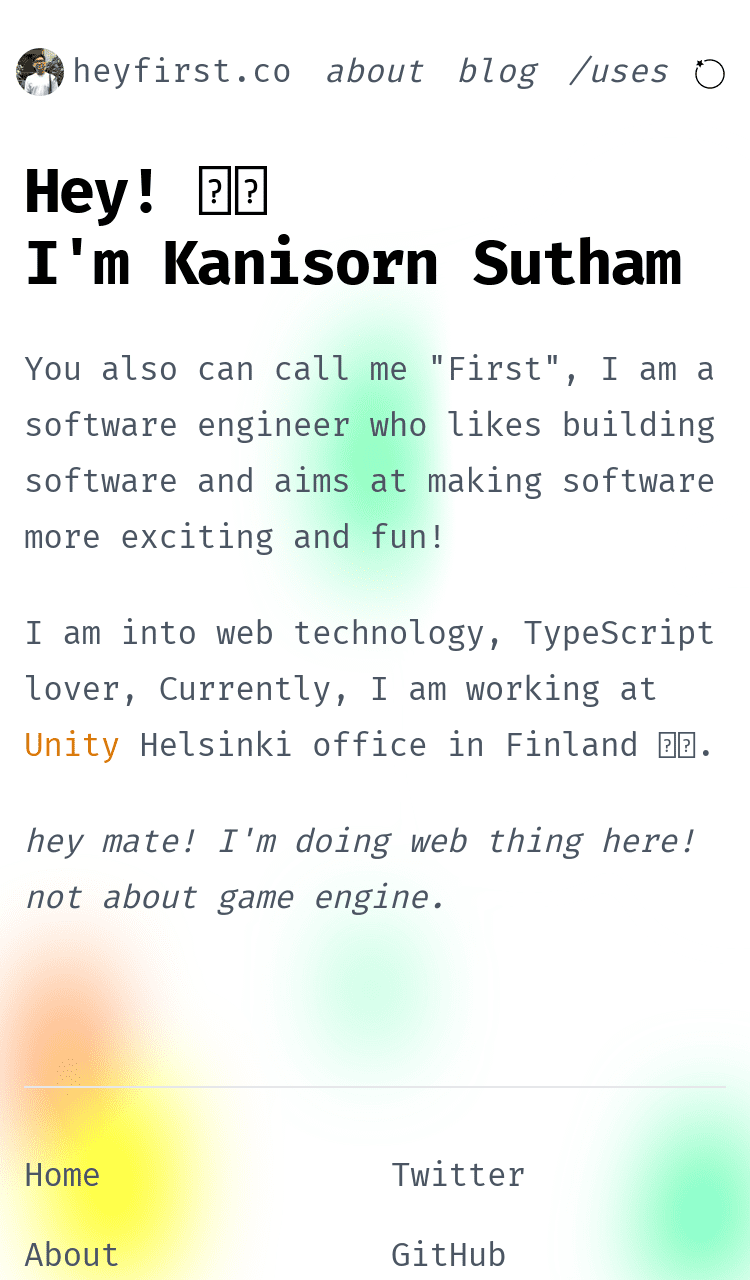 heyfirst.co about blog /uses
Hey!
I'm Kanisorn Sutham
You also can call me "First", I am a
software engineer who likes building
software and aims at making software
more exciting and fun!
I am into web technology, TypeScript
lover, Currently, I am working at
Unity Helsinki office in Finland .
hey mate! I'm doing web thing here!
not about game engine.
Home
Twitter
About
GitHub